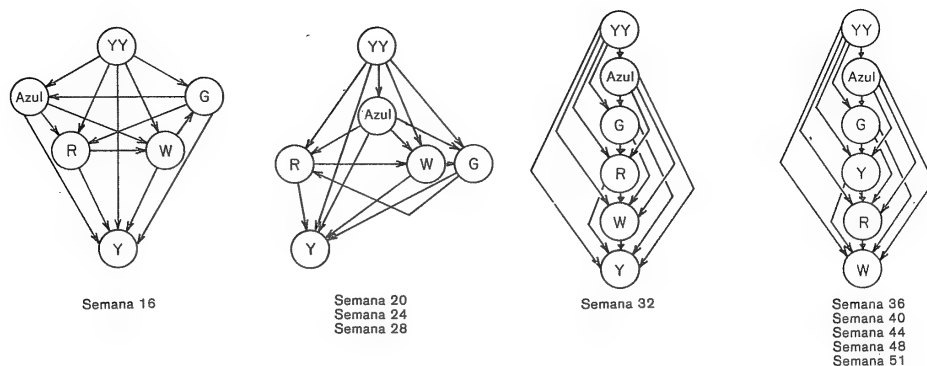 YY
Azul
G
R
W
Y
Semana 16
YY
Azul
R
W
G
Y
Semana 20
Semana 24
Semana 28
YY
Azul
G
R
W
Y
Semana 32
YY
Azul
G
Y
R
W
Semana 36
Semana 40
Semana 44
Semana 48
Semana 51